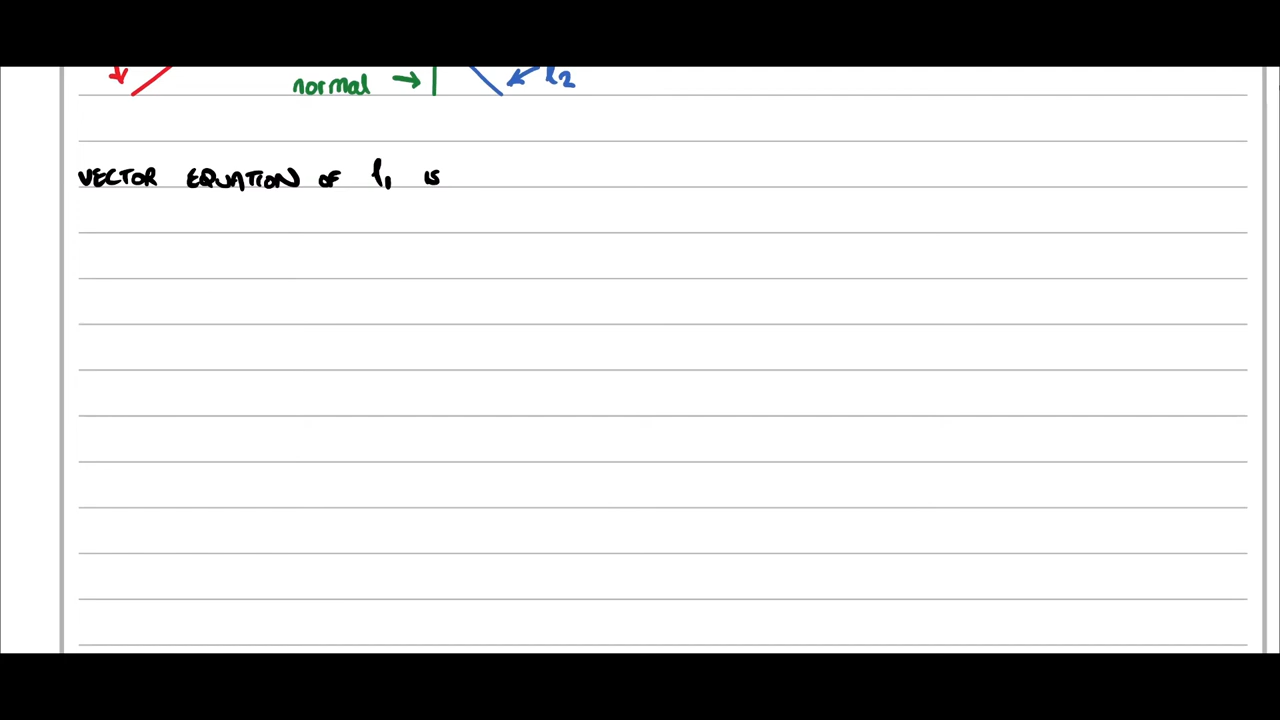 normal → ← l2
VECTOR EQUATION OF l1 IS